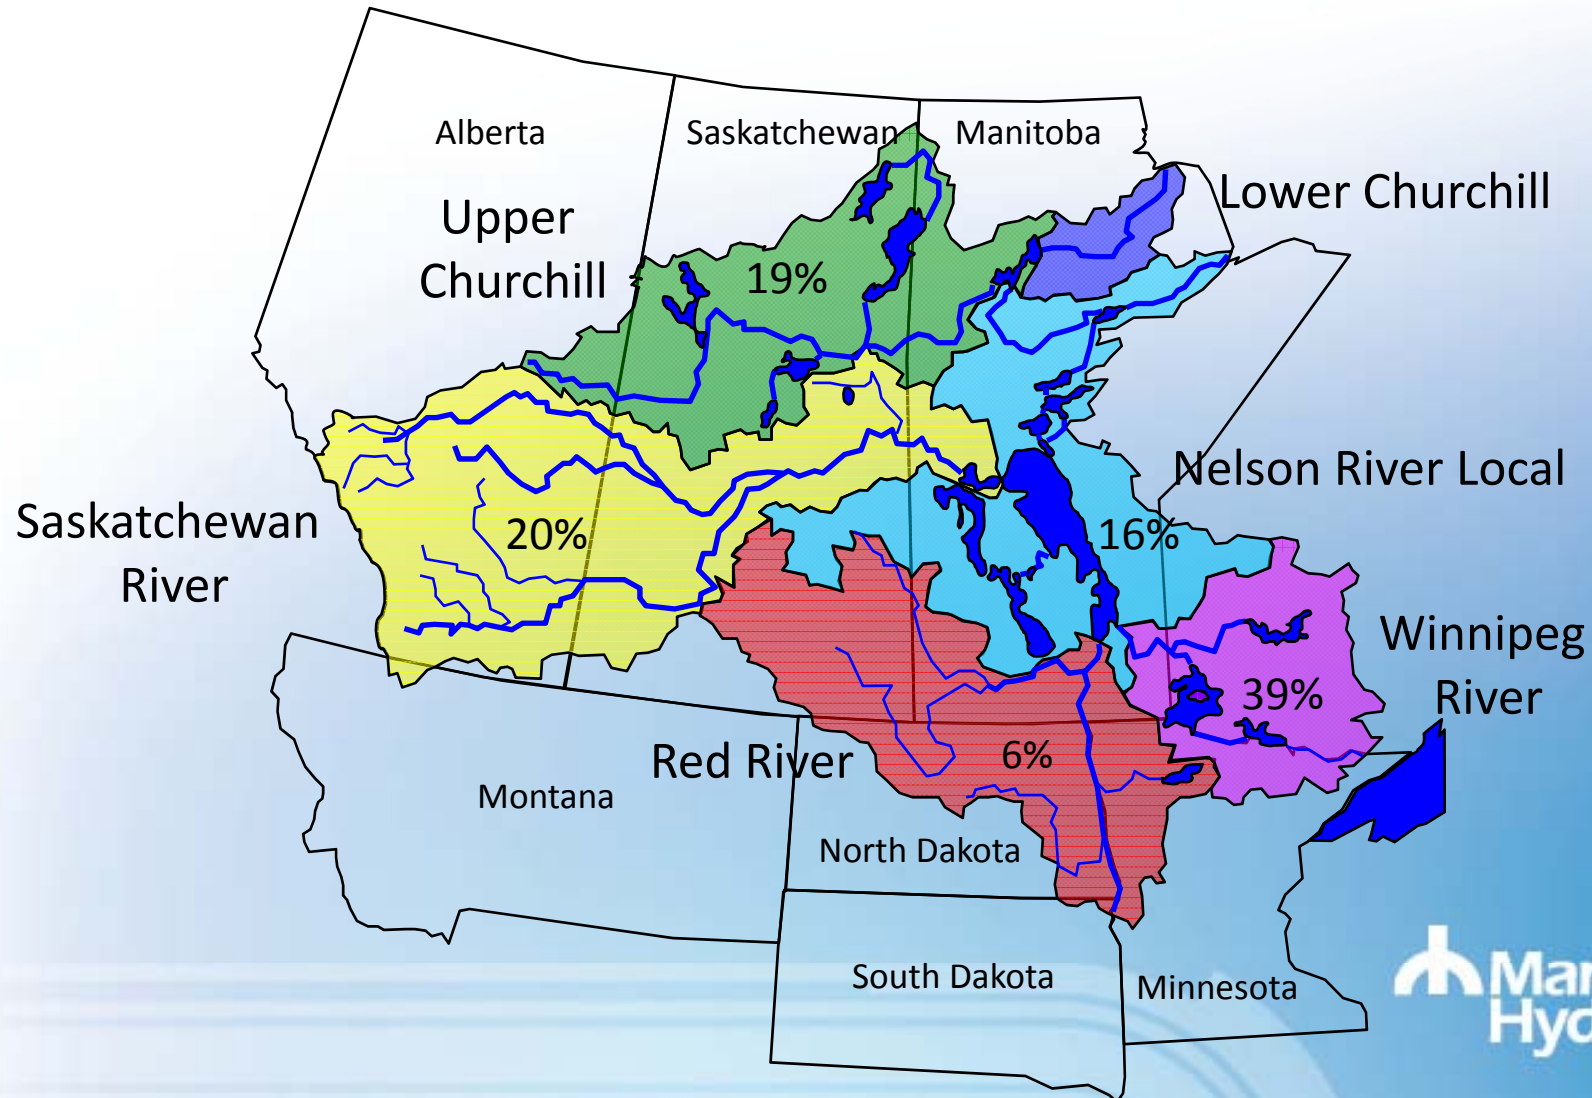 Alberta
Saskatchewan
Manitoba
Upper
Churchill
Lower Churchill
19%
Nelson River Local
Saskatchewan
River
20%
16%
Winnipeg
River
39%
Red River
6%
Montana
North Dakota
South Dakota
Minnesota